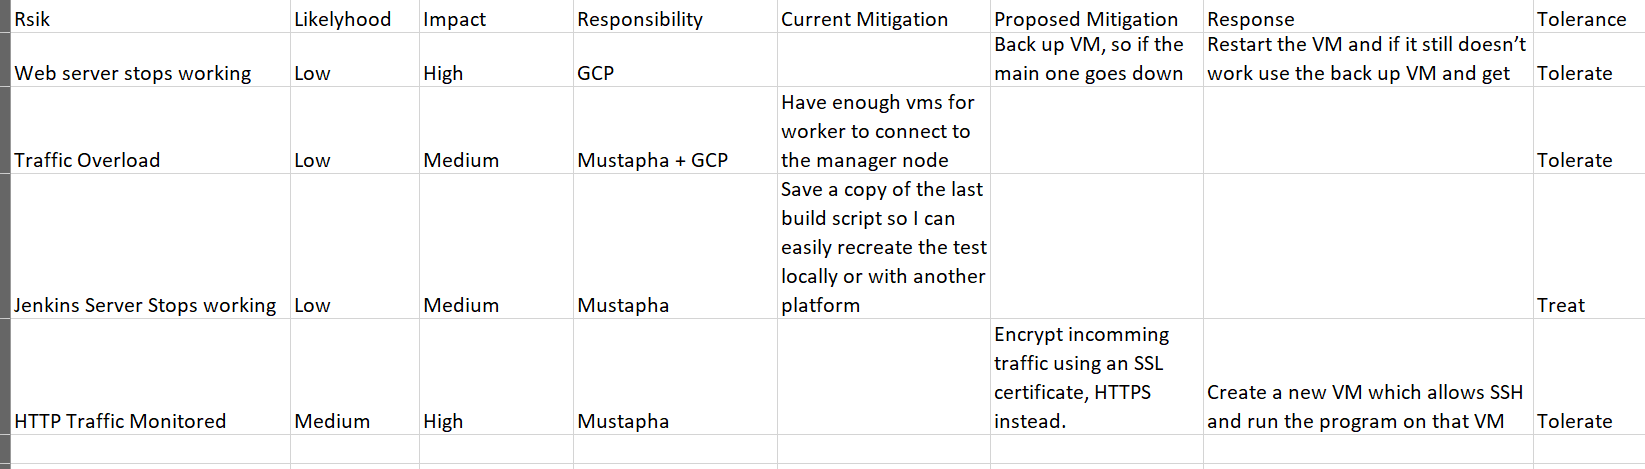 Rsik Likelyhood Impact Responsibility Current Mitigation Proposed Mitigation Response Tolerance
Back up VM, so if the Restart the VM and if it still doesn’t
Web server stops working Low High GCP main one goes down work use the back up VM and get Tolerate
Have enough vms for
worker to connect to
Traffic Overload Low Medium Mustapha + GCP the manager node Tolerate
Save a copy of the last
build script so I can
easily recreate the test
locally or with another
Jenkins Server Stops working Low Medium Mustapha platform Treat
Encrypt incomming
traffic using an SSL
certificate, HTTPS Create a new VM which allows SSH
HTTP Traffic Monitored Medium High Mustapha instead. and run the program on that VM Tolerate